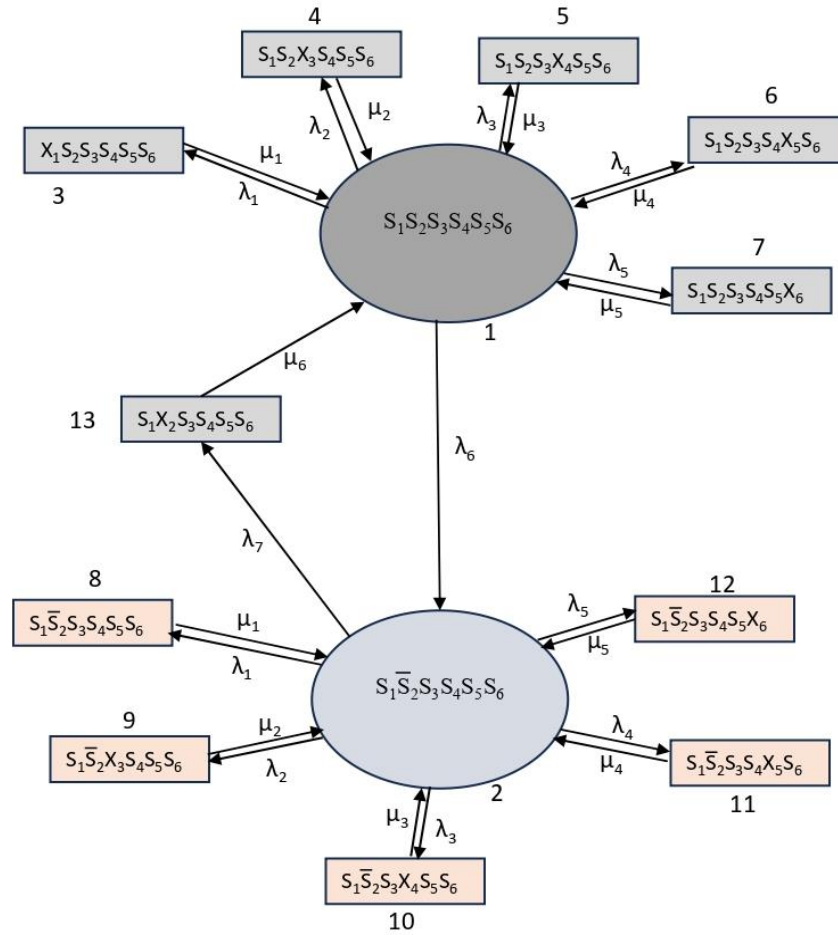 4
S₁S₂X₃S₄S₅S₆
5
S₁S₂S₃X₄S₅S₆
6
S₁S₂S₃S₄X₅S₆
μ₂
λ₂
λ₃
μ₃
X₁S₂S₃S₄S₅S₆
3
μ₁
λ₁
λ₄
μ₄
S₁S₂S₃S₄S₅S₆
1
7
S₁S₂S₃S₄S₅X₆
λ₅
μ₅
μ₆
13
S₁X₂S₃S₄S₅S₆
λ₆
λ₇
8
S₁S̅₂S₃S₄S₅S₆
μ₁
λ₁
12
S₁S̅₂S₃S₄S₅X₆
λ₅
μ₅
S₁S̅₂S₃S₄S₅S₆
2
9
S₁S̅₂X₃S₄S₅S₆
μ₂
λ₂
λ₄
μ₄
S₁S̅₂S₃S₄X₅S₆
11
μ₃
λ₃
S₁S̅₂S₃X₄S₅S₆
10